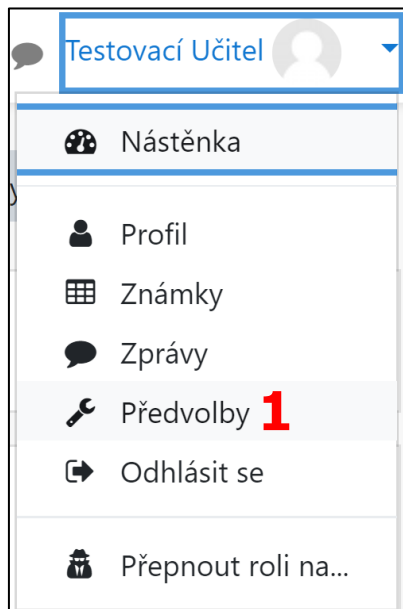 Testovací Učitel
Nástěnka
y
Profil
Známky
Zprávy
Předvolby 1
Odhlásit se
Přepnout roli na...